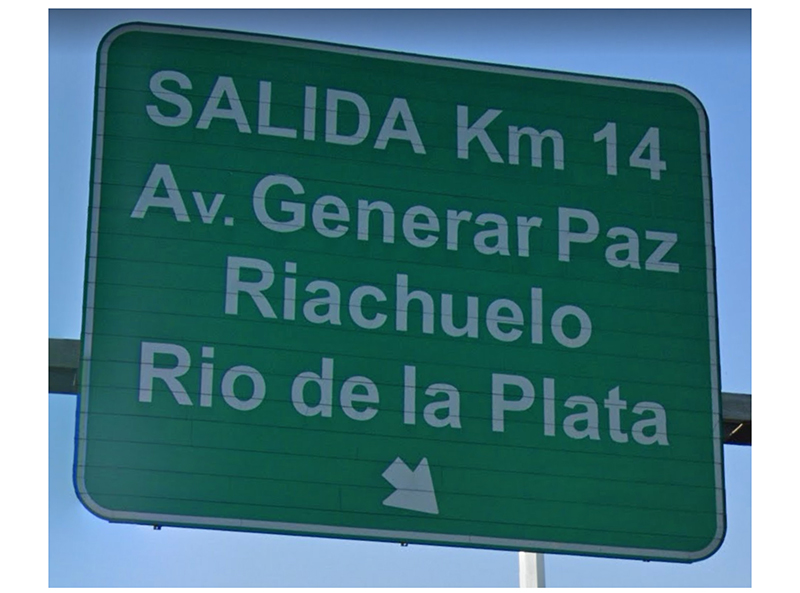 SALIDA Km 14
Av. Generar Paz
Riachuelo
Rio de la Plata